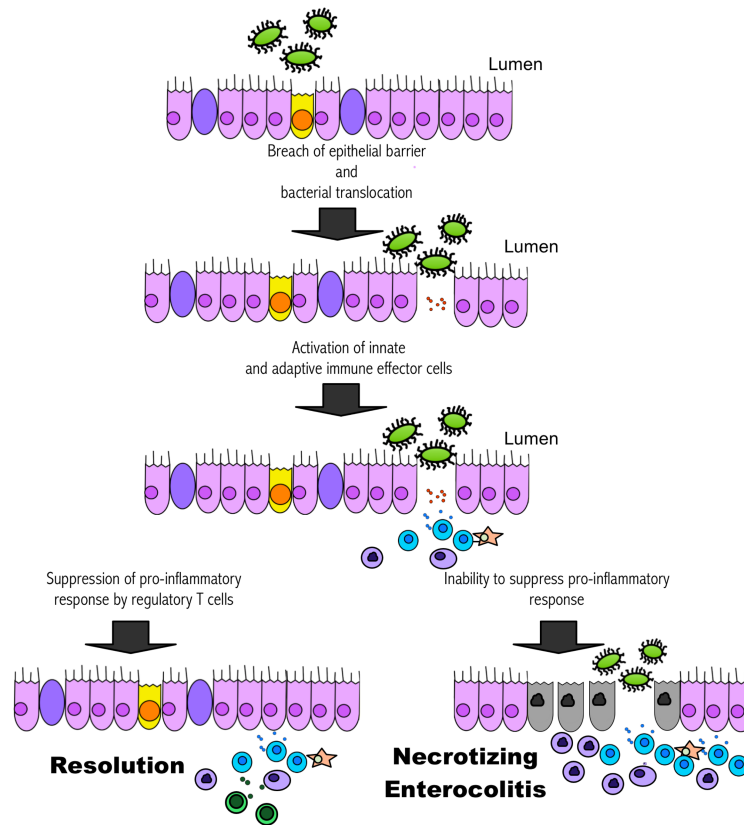 Lumen
Breach of epithelial barrier
and
bacterial translocation
Lumen
Activation of innate
and adaptive immune effector cells
Lumen
Suppression of pro-inflammatory
response by regulatory T cells
Inability to suppress pro-inflammatory
response
Resolution
Necrotizing
Enterocolitis